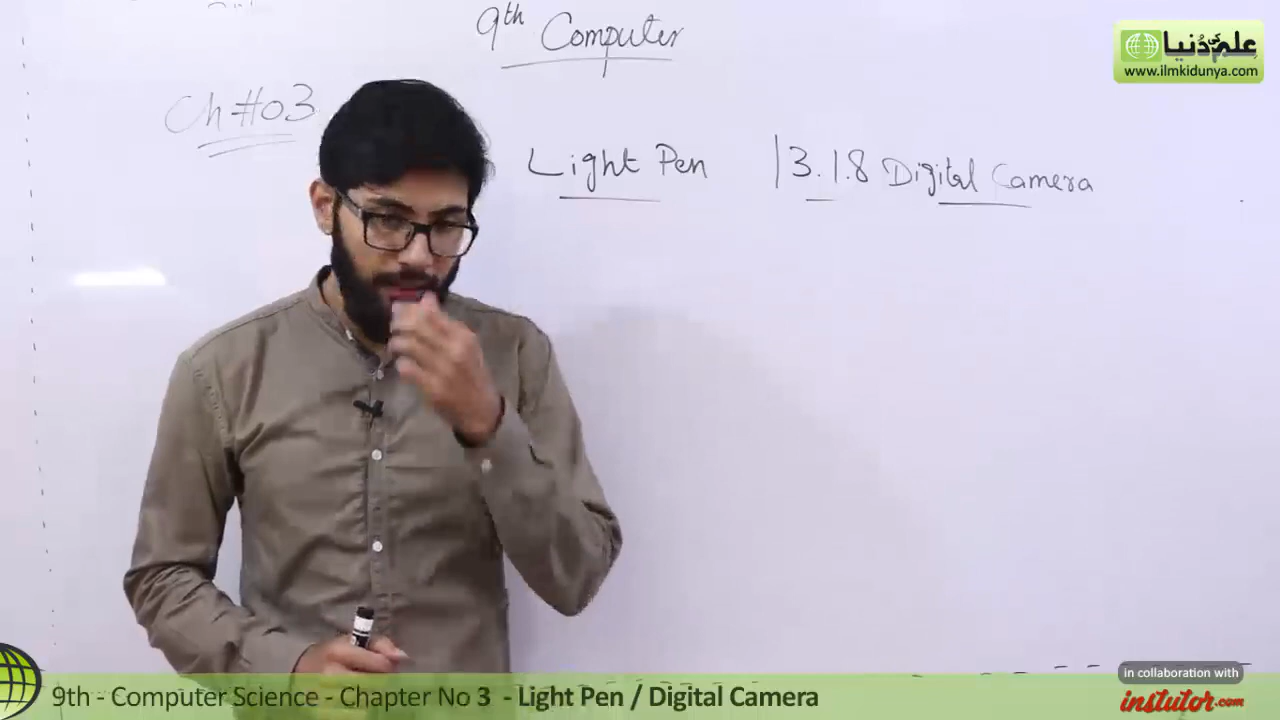 9th Computer
علم کی دُنیا
www.ilmkidunya.com
Ch #03
Light Pen | 3.1.8 Digital Camera
in collaboration with
instutor.com
9th - Computer Science - Chapter No 3 - Light Pen / Digital Camera